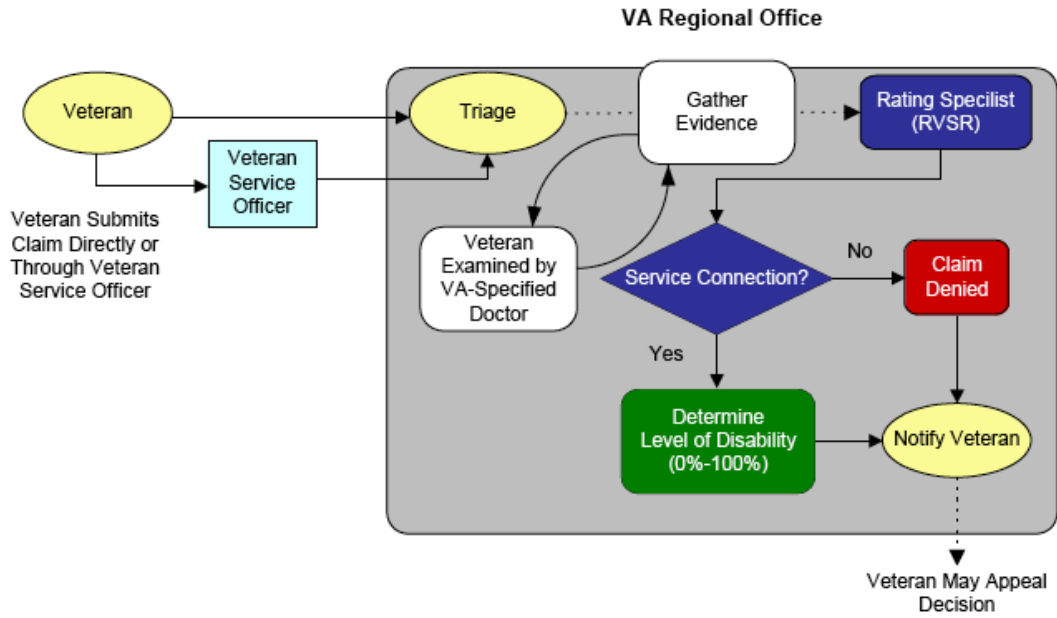 VA Regional Office
Veteran
Triage
Gather
Evidence
Rating Specilist
(RVSR)
Veteran
Service
Officer
Veteran Submits
Claim Directly or
Through Veteran
Service Officer
Veteran
Examined by
VA-Specified
Doctor
Service Connection?
No
Claim
Denied
Yes
Determine
Level of Disability
(0%-100%)
Notify Veteran
Veteran May Appeal
Decision